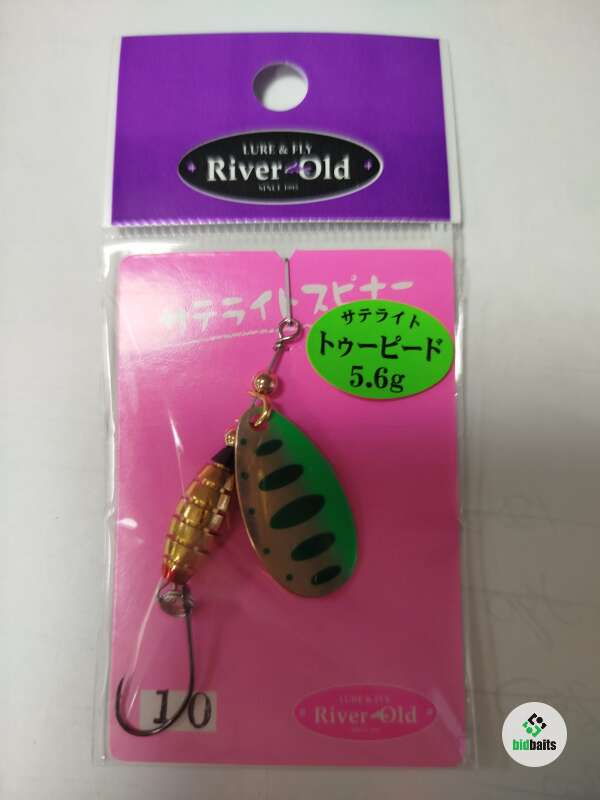 LURE & FLY
River Old
SINCE 1995
サテライトスピナー
サテライト
トゥーピード
5.6g
10
LURE & FLY
River Old
bidbaits